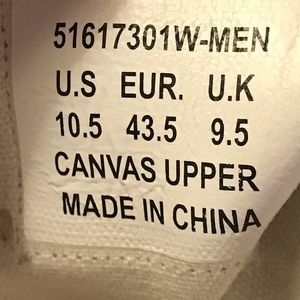 51617301W-MEN
U.S EUR. U.K
10.5 43.5 9.5
CANVAS UPPER
MADE IN CHINA